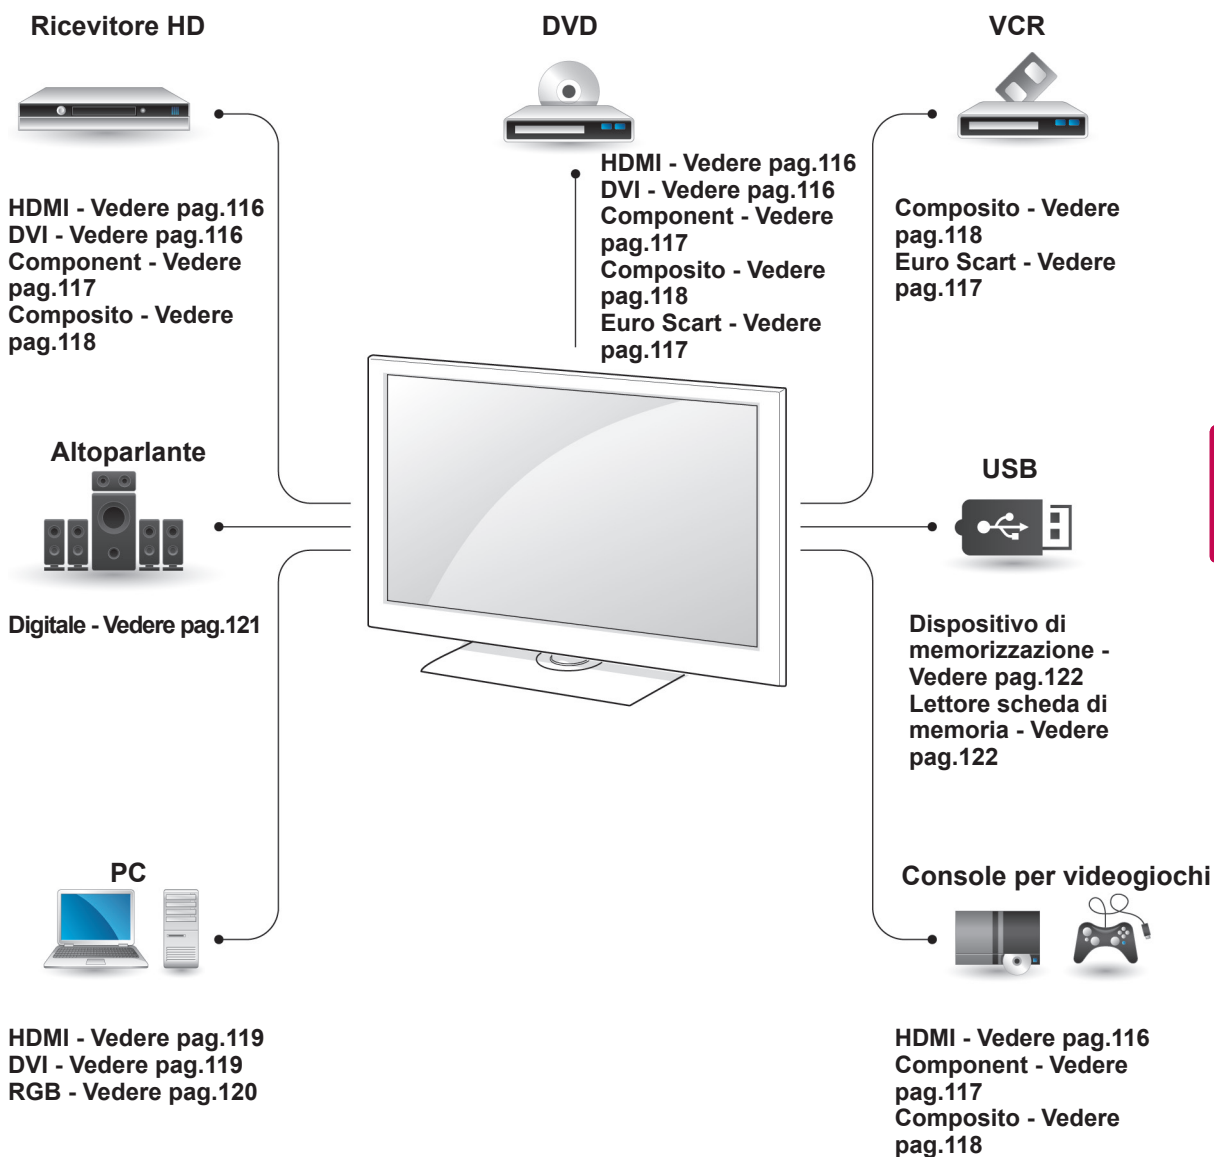 Ricevitore HD
HDMI - Vedere pag.116
DVI - Vedere pag.116
Component - Vedere
pag.117
Composito - Vedere
pag.118
DVD
HDMI - Vedere pag.116
DVI - Vedere pag.116
Component - Vedere
pag.117
Composito - Vedere
pag.118
Euro Scart - Vedere
pag.117
VCR
Composito - Vedere
pag.118
Euro Scart - Vedere
pag.117
Altoparlante
Digitale - Vedere pag.121
USB
Dispositivo di
memorizzazione -
Vedere pag.122
Lettore scheda di
memoria - Vedere
pag.122
PC
HDMI - Vedere pag.119
DVI - Vedere pag.119
RGB - Vedere pag.120
Console per videogiochi
HDMI - Vedere pag.116
Component - Vedere
pag.117
Composito - Vedere
pag.118